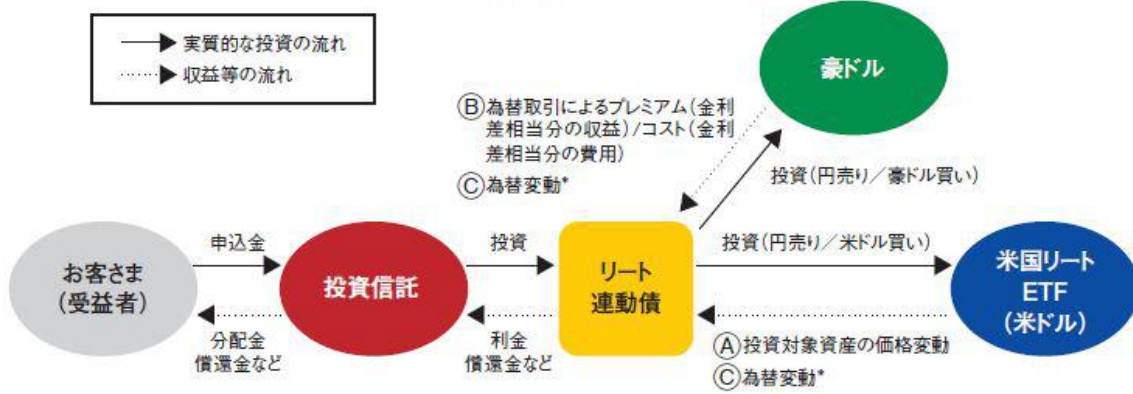 実質的な投資の流れ
収益等の流れ
豪ドル
Ⓑ為替取引によるプレミアム(金利
差相当分の収益)/コスト(金利
差相当分の費用)
Ⓒ為替変動*
投資(円売り/豪ドル買い)
お客さま
(受益者)
申込金
分配金
償還金など
投資信託
投資
利金
償還金など
リート
連動債
投資(円売り/米ドル買い)
Ⓐ投資対象資産の価格変動
Ⓒ為替変動*
米国リート
ETF
(米ドル)